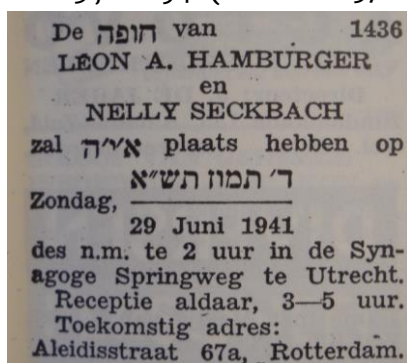 De חופה van 1436
LEON A. HAMBURGER
en
NELLY SECKBACH
zal אי״ה plaats hebben op
ד׳ תמוז תש״א
Zondag,
29 Juni 1941
des n.m. te 2 uur in de Syn-
agoge Springweg te Utrecht.
Receptie aldaar, 3—5 uur.
Toekomstig adres:
Aleidisstraat 67a, Rotterdam.